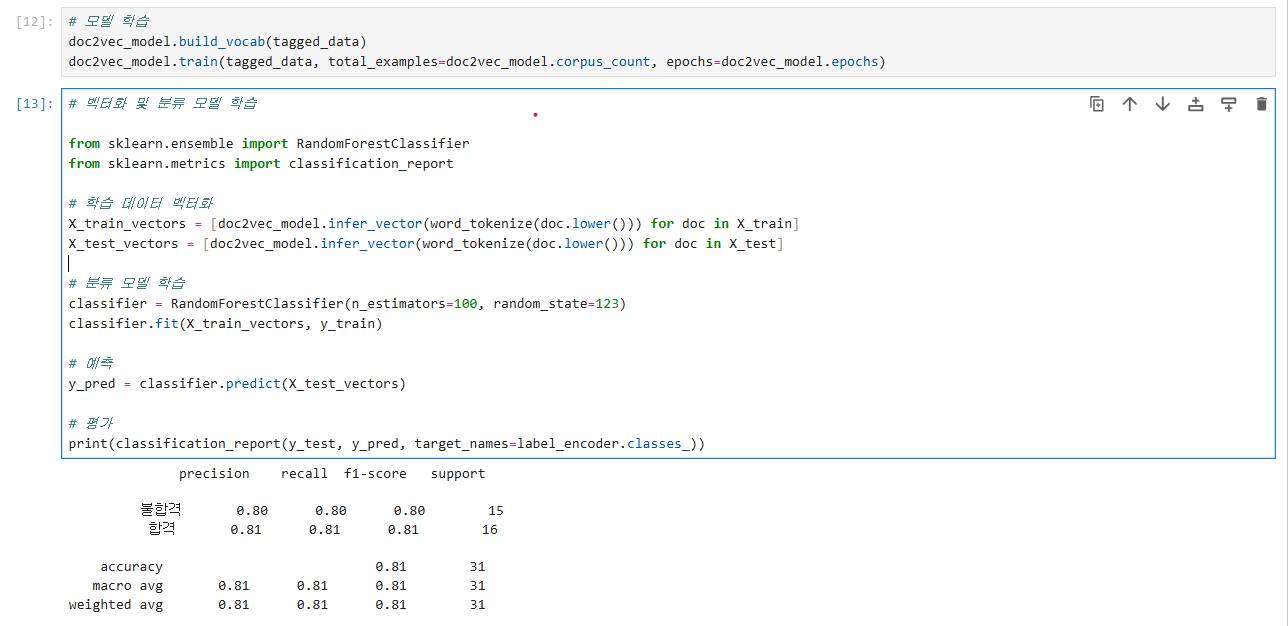 [12]: # 모델 학습
doc2vec_model.build_vocab(tagged_data)
doc2vec_model.train(tagged_data, total_examples=doc2vec_model.corpus_count, epochs=doc2vec_model.epochs)
[13]: # 벡터화 및 분류 모델 학습
from sklearn.ensemble import RandomForestClassifier
from sklearn.metrics import classification_report
# 학습 데이터 벡터화
X_train_vectors = [doc2vec_model.infer_vector(word_tokenize(doc.lower())) for doc in X_train]
X_test_vectors = [doc2vec_model.infer_vector(word_tokenize(doc.lower())) for doc in X_test]
# 분류 모델 학습
classifier = RandomForestClassifier(n_estimators=100, random_state=123)
classifier.fit(X_train_vectors, y_train)
# 예측
y_pred = classifier.predict(X_test_vectors)
# 평가
print(classification_report(y_test, y_pred, target_names=label_encoder.classes_))
precision recall f1-score support
불합격 0.80 0.80 0.80 15
합격 0.81 0.81 0.81 16
accuracy 0.81 31
macro avg 0.81 0.81 0.81 31
weighted avg 0.81 0.81 0.81 31